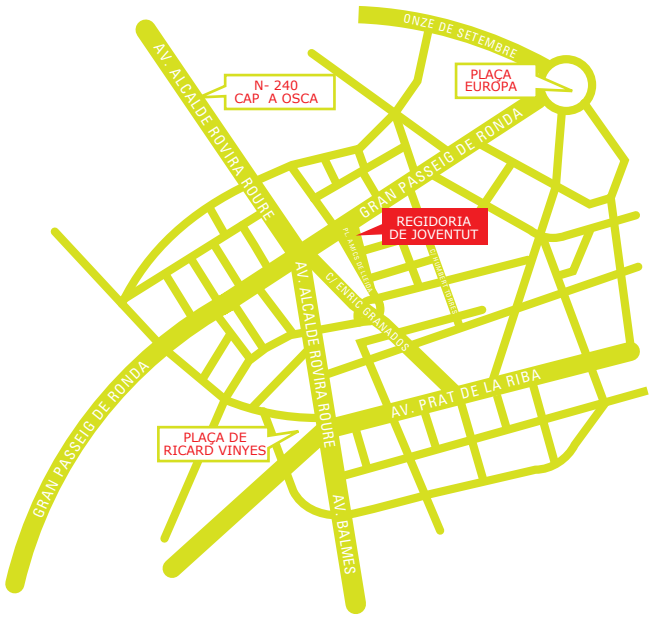 ONZE DE SETEMBRE
PLAÇA
EUROPA
AV. ALCALDE ROVIRA ROURE
N- 240
CAP A OSCA
GRAN PASSEIG DE RONDA
REGIDORIA
DE JOVENTUT
C/ ENRIC GRANADOS
AV. ALCALDE ROVIRA ROURE
GRAN PASSEIG DE RONDA
AV. PRAT DE LA RIBA
PLAÇA DE
RICARD VINYES
AV. BALMES